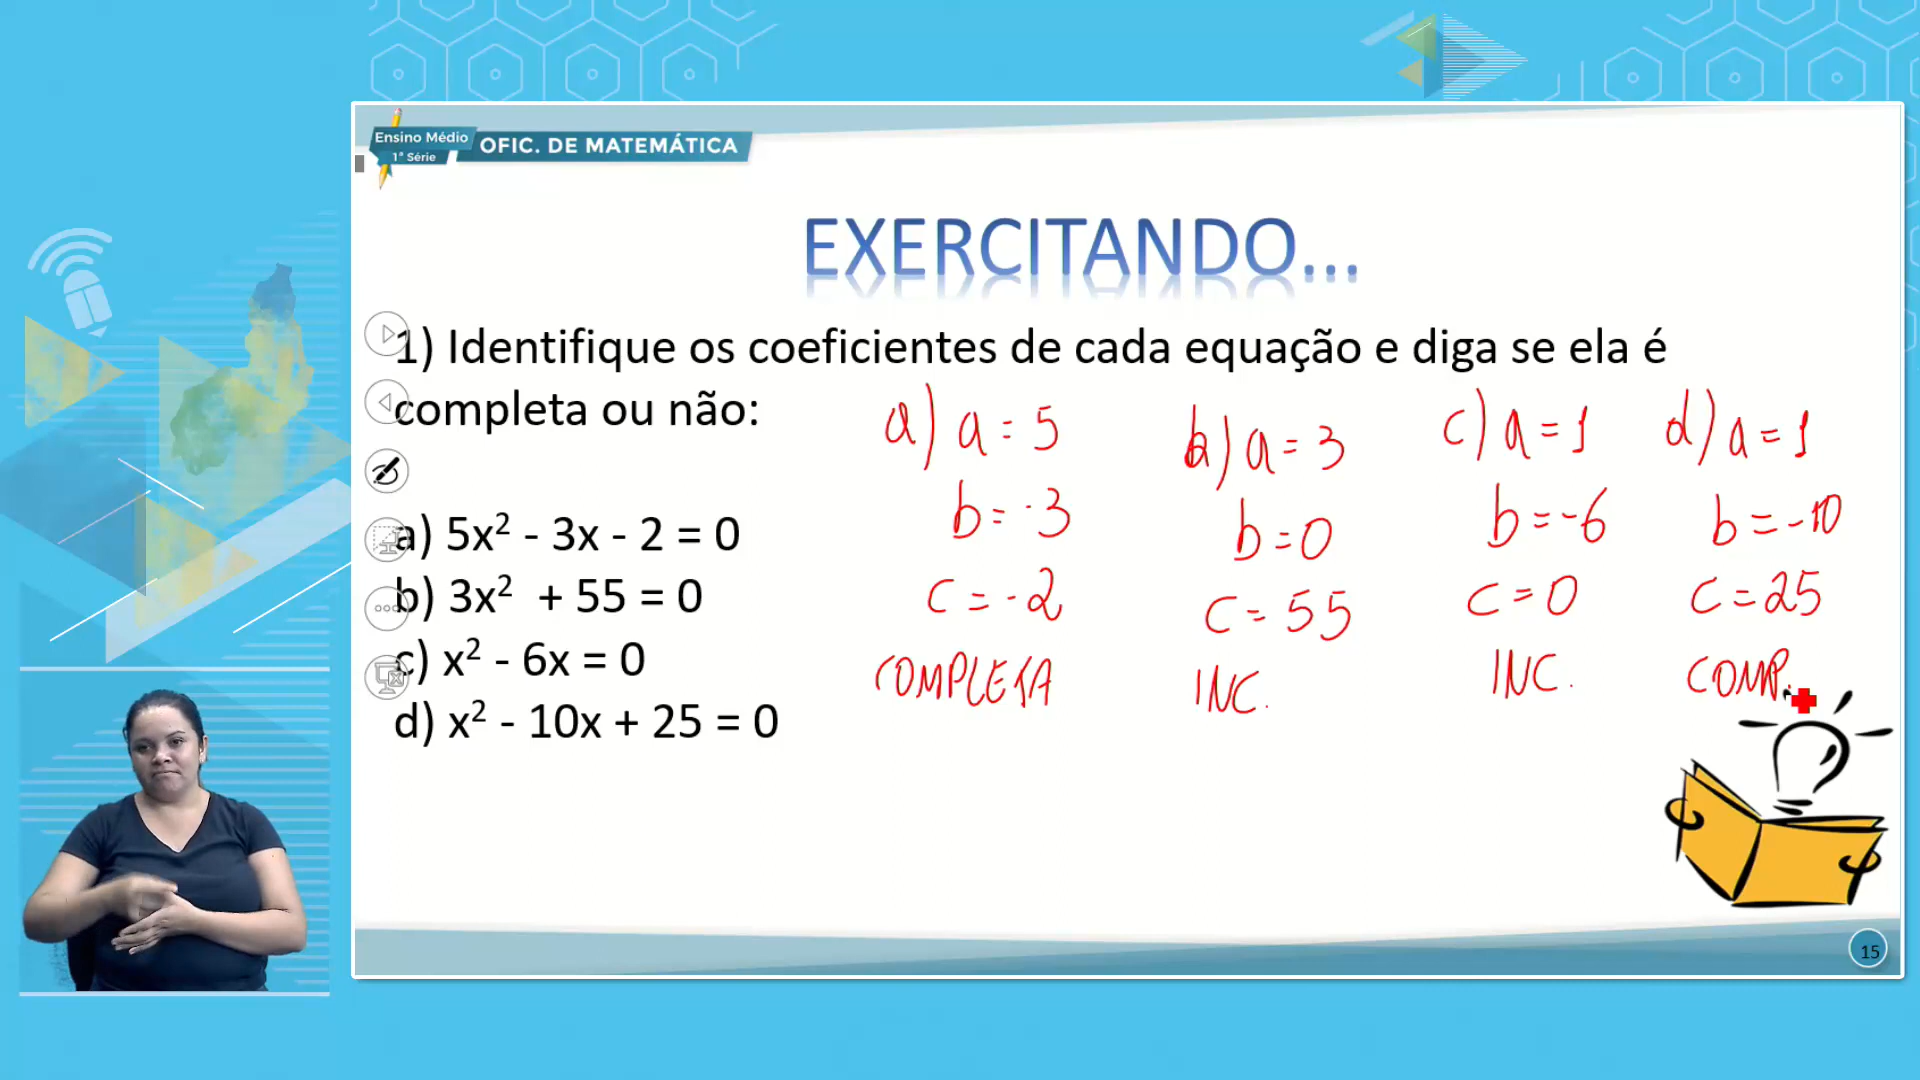 Ensino Médio
1ª Série
OFIC. DE MATEMÁTICA
EXERCITANDO...
1) Identifique os coeficientes de cada equação e diga se ela é
completa ou não:
a) 5x² - 3x - 2 = 0
b) 3x² + 55 = 0
c) x² - 6x = 0
d) x² - 10x + 25 = 0
a) a = 5
b = -3
c = -2
COMPLETA
b) a = 3
b = 0
c = 55
INC.
c) a = 1
b = -6
c = 0
INC.
d) a = 1
b = -10
c = 25
COMP.
15